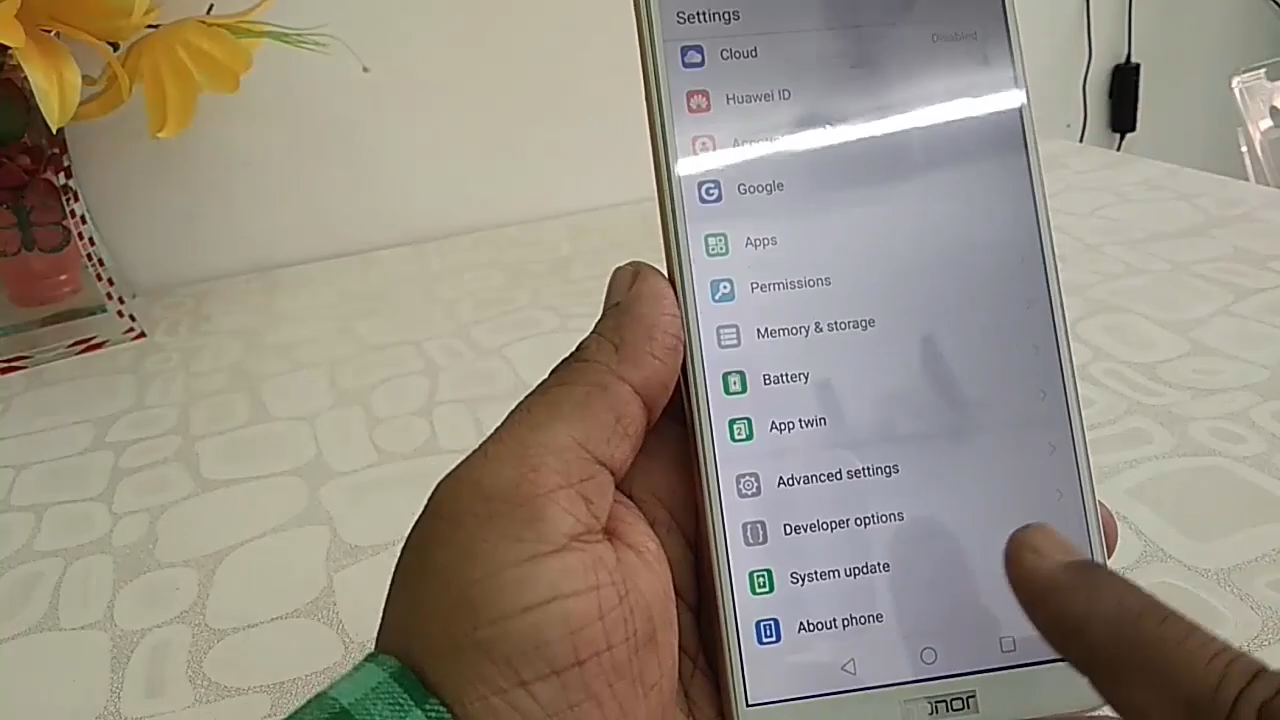 Settings
Cloud
Disabled
Huawei ID
Google
Apps
Permissions
Memory & storage
Battery
App twin
Advanced settings
Developer options
System update
About phone
honor